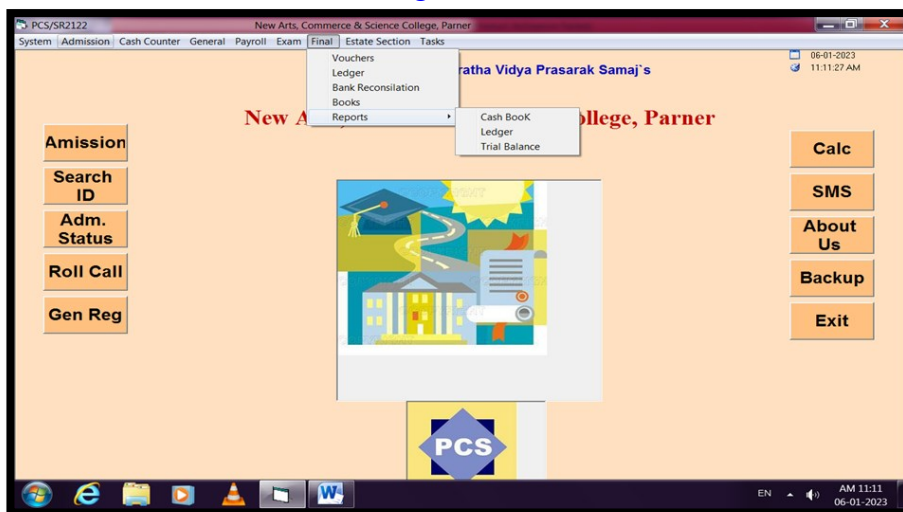 PCS/SR2122 New Arts, Commerce & Science College, Parner
System Admission Cash Counter General Payroll Exam Final Estate Section Tasks
06-01-2023
11:11:27 AM
Vouchers
Ledger
Bank Reconsilation
Books
Reports
ratha Vidya Prasarak Samaj`s
Cash BooK
Ledger
Trial Balance
New A
ollege, Parner
Amission
Search
ID
Adm.
Status
Roll Call
Gen Reg
Calc
SMS
About
Us
Backup
Exit
PCS
EN
AM 11:11
06-01-2023